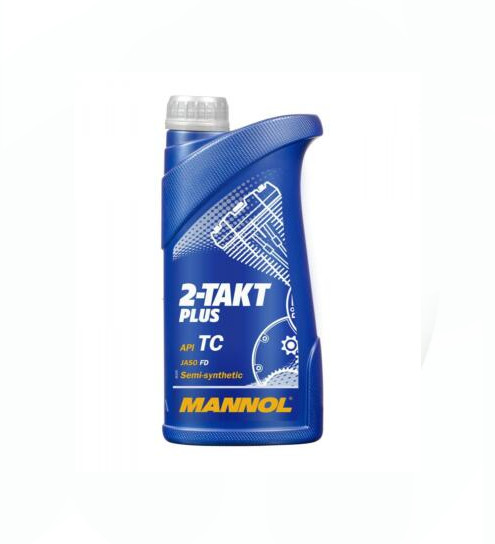 2-TAKT
PLUS
API TC
JASO FD
Semi-synthetic
MANNOL